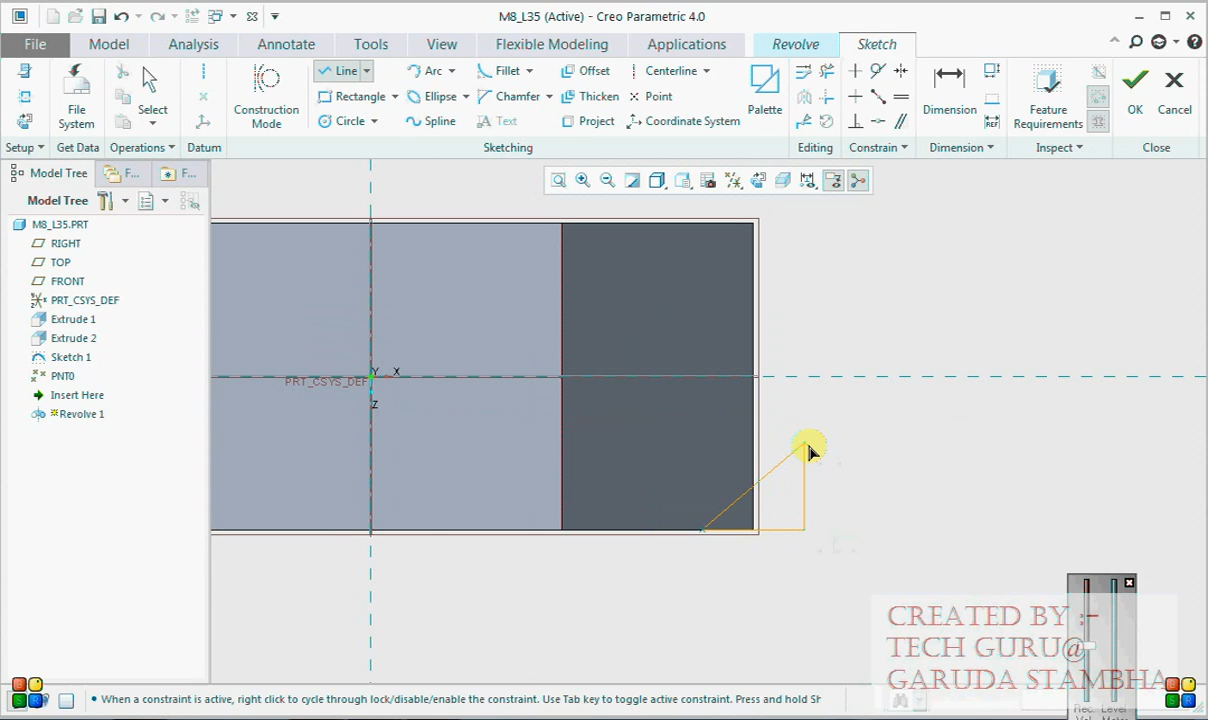 M8_L35 (Active) - Creo Parametric 4.0
File Model Analysis Annotate Tools View Flexible Modeling Applications Revolve Sketch
Line Arc Fillet Offset Centerline
Rectangle Ellipse Chamfer Thicken Point
Circle Spline Text Project Coordinate System
File System
Select
Construction Mode
Palette
Dimension
Feature Requirements
OK
Cancel
Setup Get Data Operations Datum Sketching Editing Constrain Dimension Inspect Close
Model Tree F... F...
Model Tree
M8_L35.PRT
RIGHT
TOP
FRONT
PRT_CSYS_DEF
Extrude 1
Extrude 2
Sketch 1
PNT0
Insert Here
Revolve 1
Y X
PRT_CSYS_DEF
Z
CREATED BY :-
TECH GURU@
GARUDA STAMBHA
• When a constraint is active, right click to cycle through lock/disable/enable the constraint. Use Tab key to toggle active constraint. Press and hold Sh